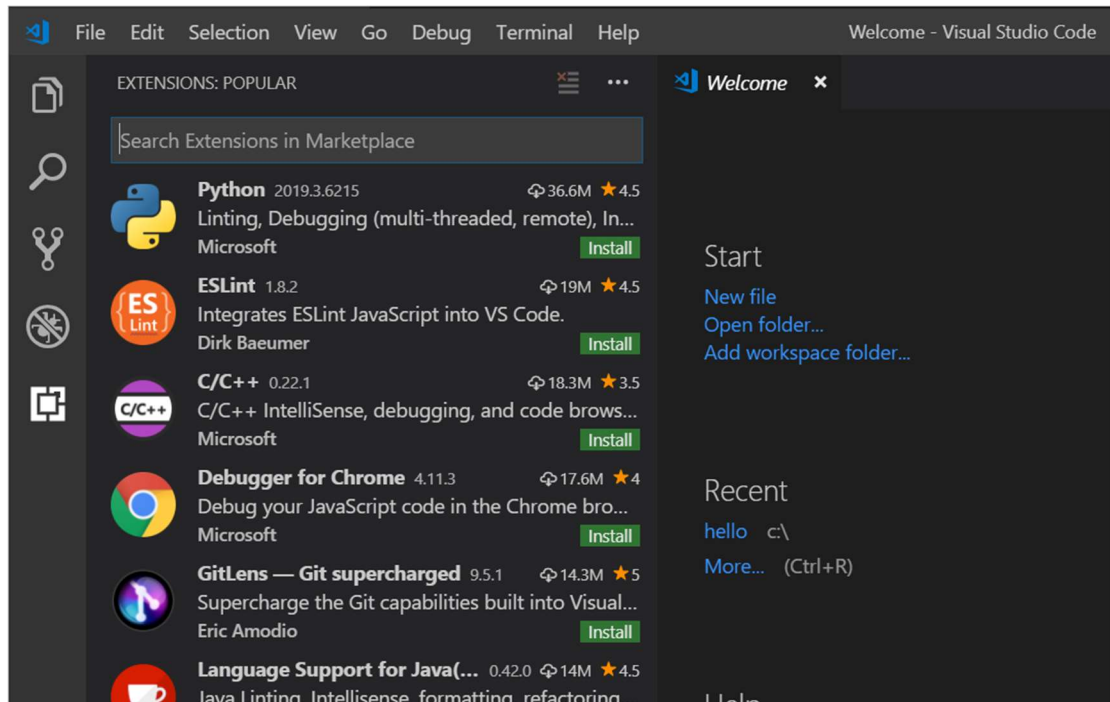 File Edit Selection View Go Debug Terminal Help
Welcome - Visual Studio Code
EXTENSIONS: POPULAR
Search Extensions in Marketplace
Python 2019.3.6215 36.6M 4.5
Linting, Debugging (multi-threaded, remote), In...
Microsoft Install
ESLint 1.8.2 19M 4.5
{ES Lint}
Integrates ESLint JavaScript into VS Code.
Dirk Baeumer Install
C/C++ 0.22.1 18.3M 3.5
C/C++
C/C++ IntelliSense, debugging, and code brows...
Microsoft Install
Debugger for Chrome 4.11.3 17.6M 4
Debug your JavaScript code in the Chrome bro...
Microsoft Install
GitLens — Git supercharged 9.5.1 14.3M 5
Supercharge the Git capabilities built into Visual...
Eric Amodio Install
Language Support for Java(... 0.42.0 14M 4.5
Java Linting, Intellisense, formatting, refactoring
Welcome ×
Start
New file
Open folder...
Add workspace folder...
Recent
hello c:\
More... (Ctrl+R)
Help